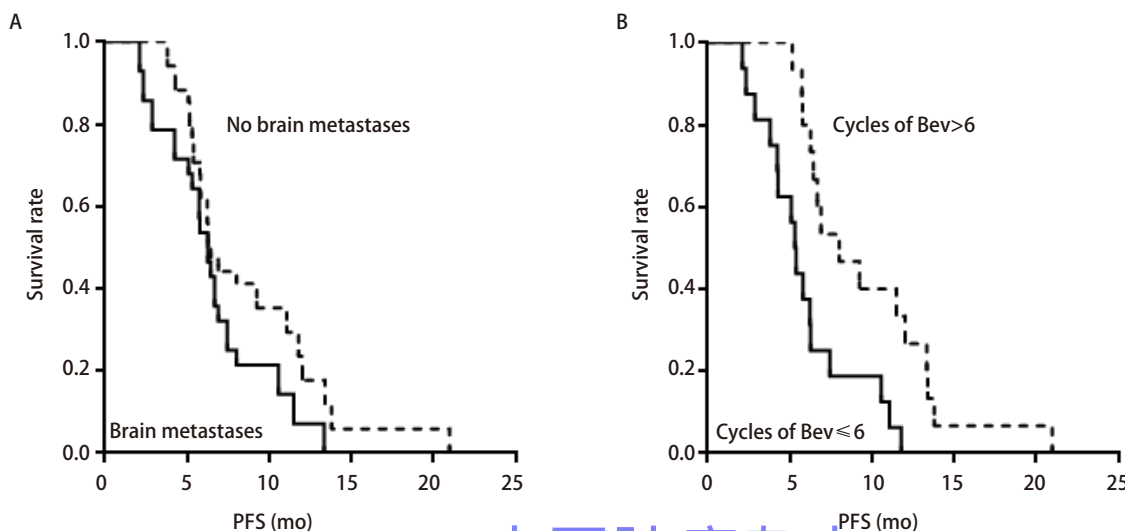 A
1.0
0.8
0.6
0.4
0.2
0.0
Survival rate
No brain metastases
Brain metastases
0 5 10 15 20 25
PFS (mo)
B
1.0
0.8
0.6
0.4
0.2
0.0
Survival rate
Cycles of Bev>6
Cycles of Bev≤6
0 5 10 15 20 25
PFS (mo)